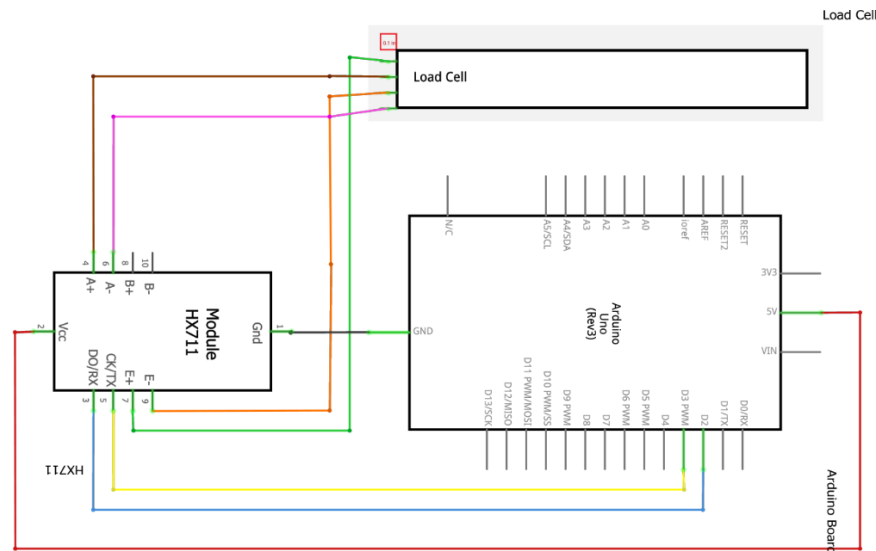 Load Cell
0.1 in
Load Cell
N/C
A5/SCL
A4/SDA
A3
A2
A1
A0
ioref
AREF
RESET2
RESET
3V3
5V
VIN
GND
Arduino
Uno
(Rev3)
D13/SCK
D12/MISO
D11 PWM/MOSI
D10 PWM/SS
D9 PWM
D8
D7
D6 PWM
D5 PWM
D4
D3 PWM
D2
D1/TX
D0/RX
Arduino Board
4
6
8
10
A+
A-
B+
B-
2
Vcc
Module
HX711
Gnd
1
DO/RX
CK/TX
E+
E-
3
5
7
9
HX711